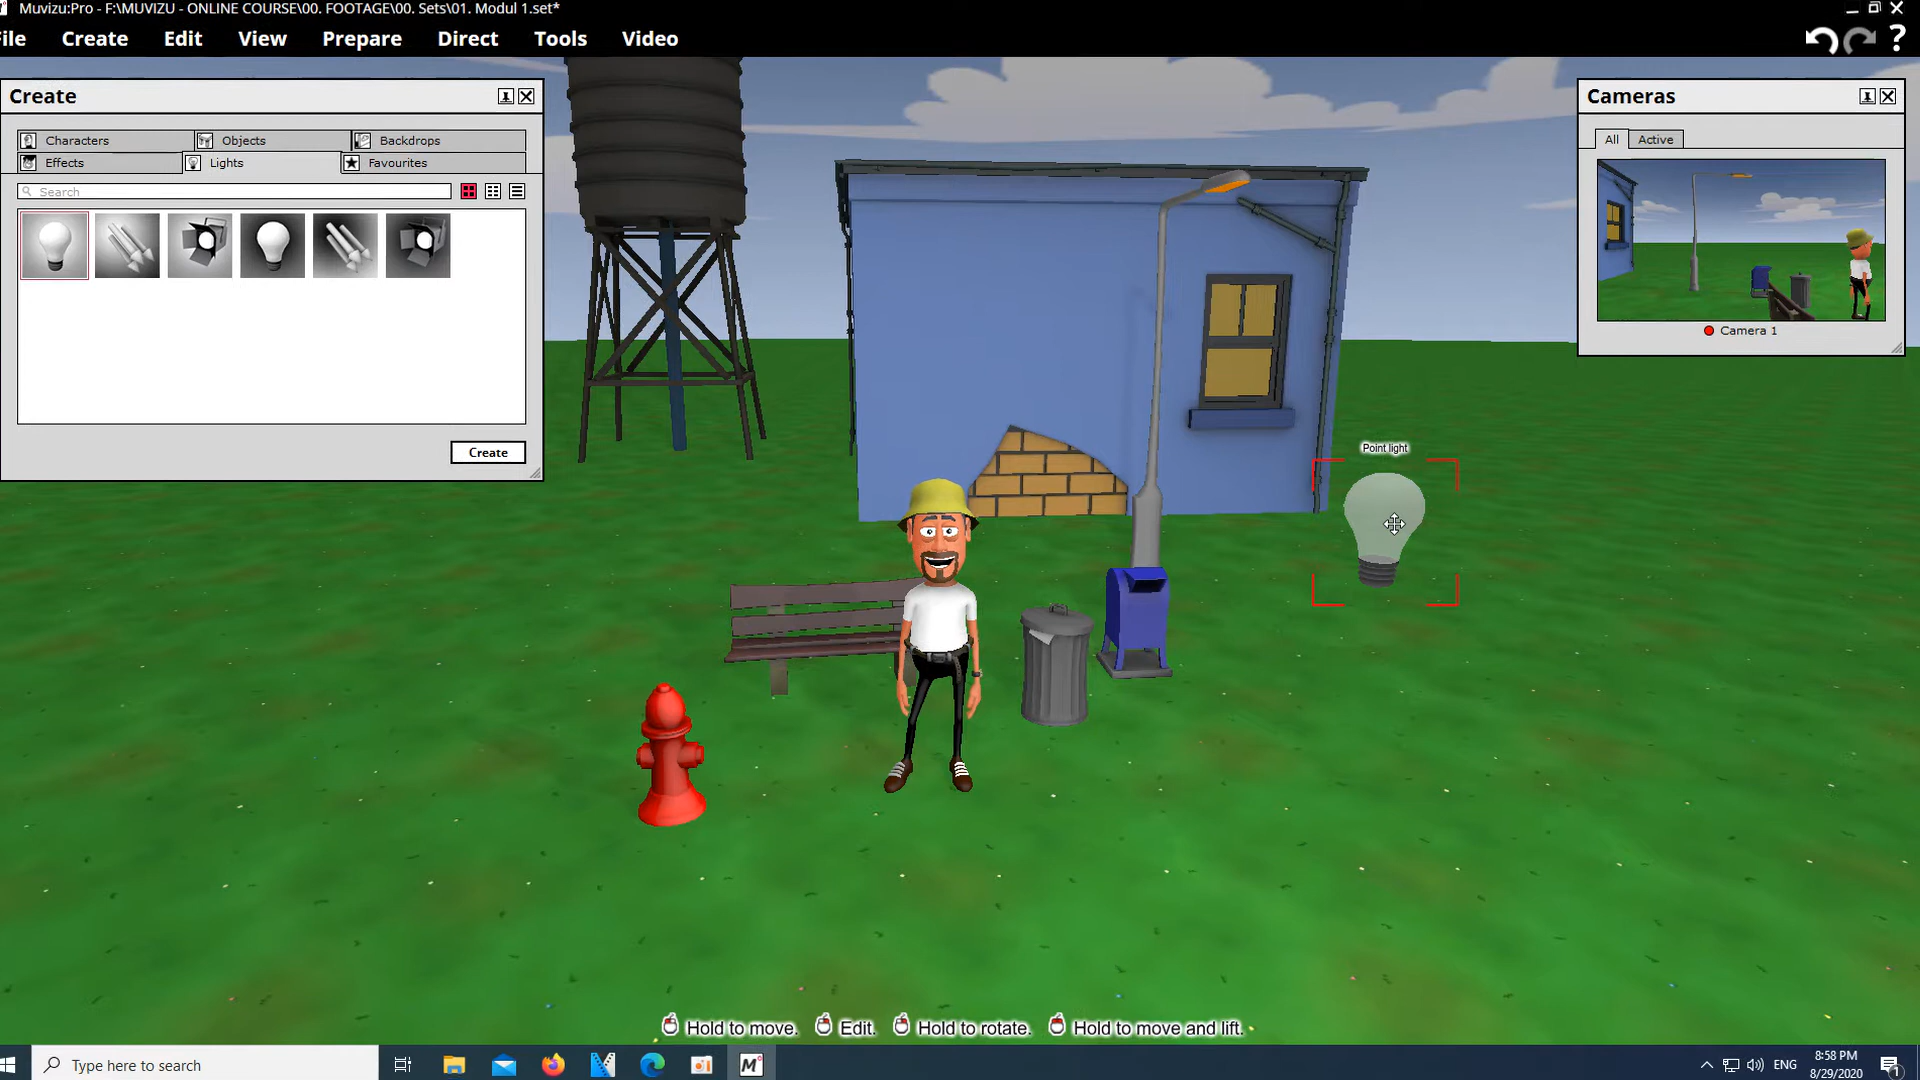 Muvizu:Pro - F:\MUVIZU - ONLINE COURSE\00. FOOTAGE\00. Sets\01. Modul 1.set*
ile Create Edit View Prepare Direct Tools Video ?
Create
Characters Objects Backdrops
Effects Lights Favourites
Search
Create
Cameras
All Active
Camera 1
Point light
Hold to move. Edit. Hold to rotate. Hold to move and lift.
Type here to search
ENG
8:58 PM
8/29/2020
1